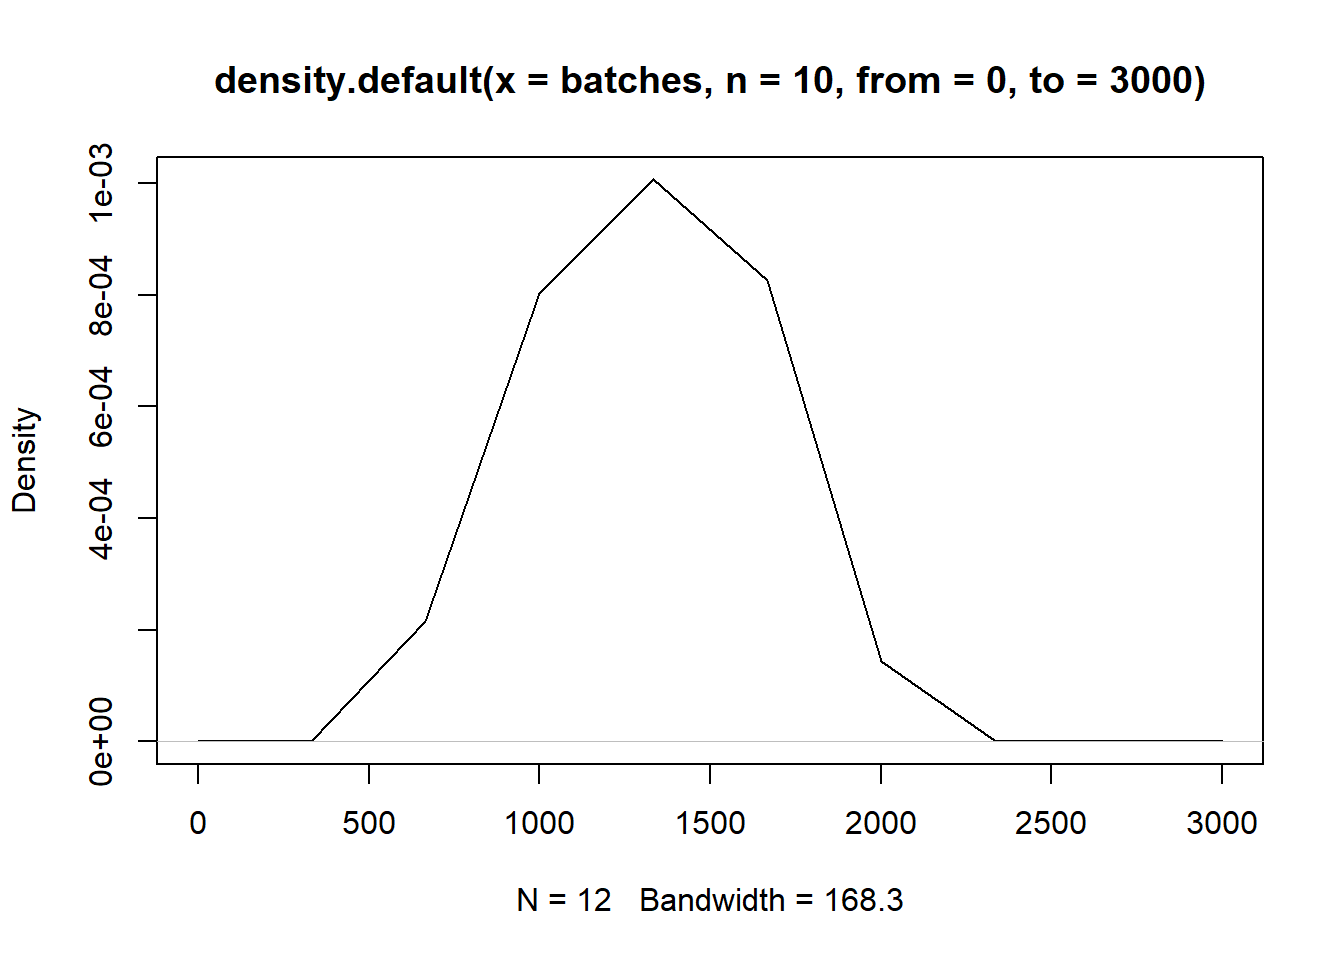 density.default(x = batches, n = 10, from = 0, to = 3000)
Density
1e-03
8e-04
6e-04
4e-04
0e+00
0 500 1000 1500 2000 2500 3000
N = 12 Bandwidth = 168.3